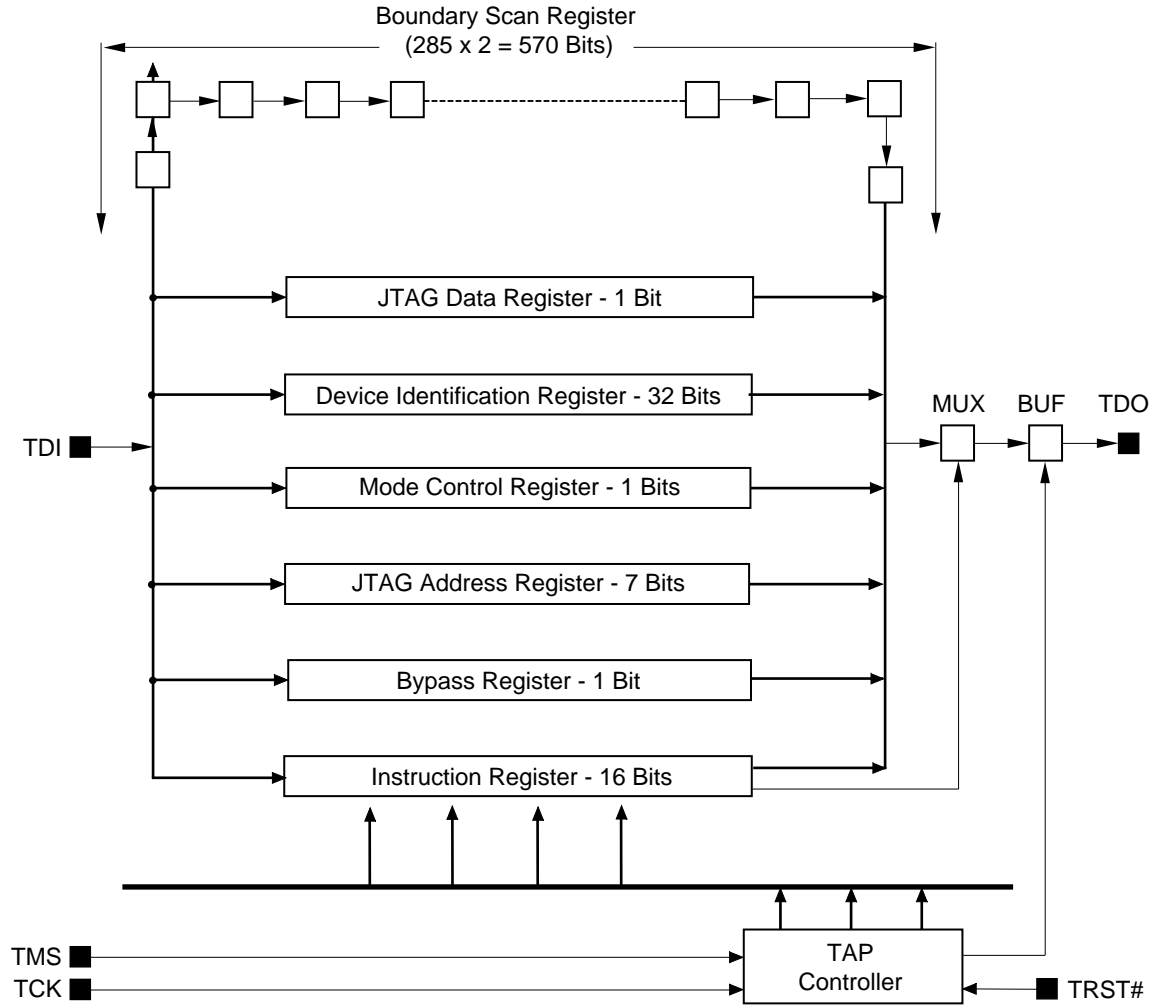 Boundary Scan Register
(285 x 2 = 570 Bits)
JTAG Data Register - 1 Bit
Device Identification Register - 32 Bits
MUX
BUF
TDO
TDI
Mode Control Register - 1 Bits
JTAG Address Register - 7 Bits
Bypass Register - 1 Bit
Instruction Register - 16 Bits
TMS
TAP
Controller
TCK
TRST#